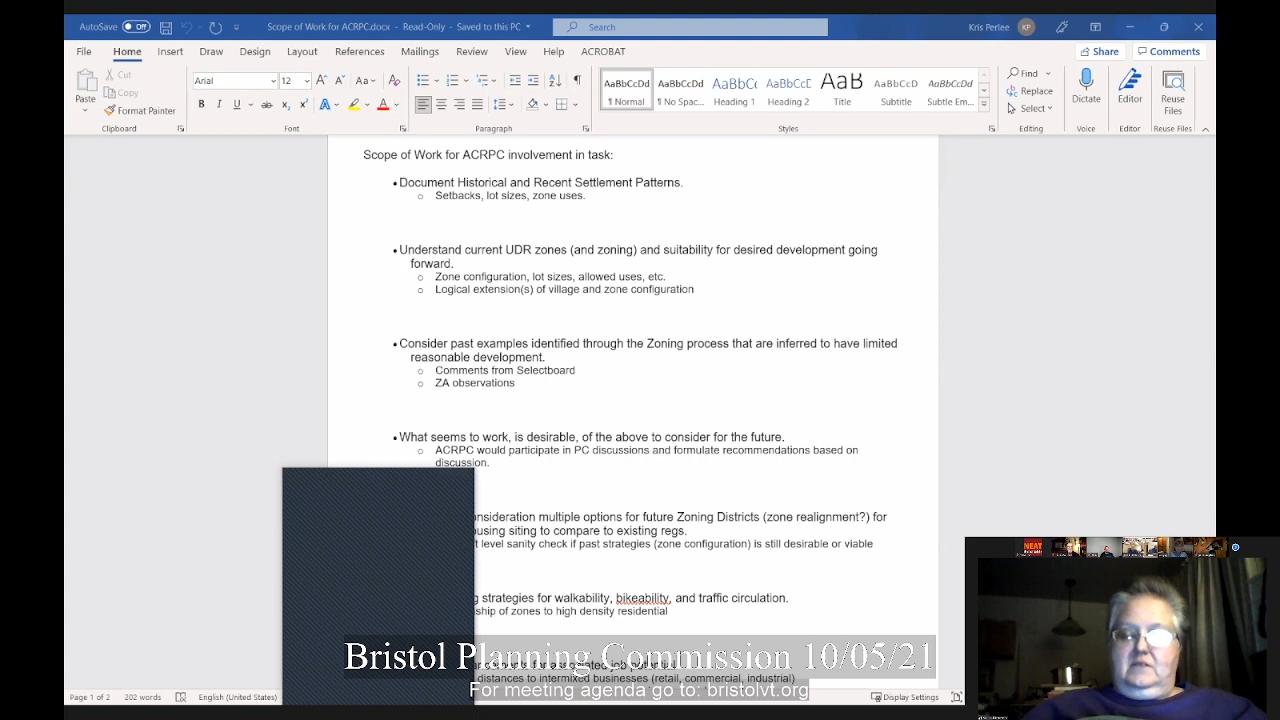 AutoSave Off Scope of Work for ACRPC.docx - Read-Only - Saved to this PC Search Kris Perlee KP
File Home Insert Draw Design Layout References Mailings Review View Help ACROBAT Share Comments
Paste Cut Copy Format Painter
Clipboard
Arial 12
Font
Paragraph
AaBbCcDd AaBbCcDd AaBbCc AaBbCcD AaB AaBbCcD AaBbCcDd
¶ Normal ¶ No Spac... Heading 1 Heading 2 Title Subtitle Subtle Em...
Styles
Find Replace Select
Editing
Dictate
Voice
Editor
Editor
Reuse Files
Reuse Files
Scope of Work for ACRPC involvement in task:
• Document Historical and Recent Settlement Patterns.
○ Setbacks, lot sizes, zone uses.
• Understand current UDR zones (and zoning) and suitability for desired development going
forward.
○ Zone configuration, lot sizes, allowed uses, etc.
○ Logical extension(s) of village and zone configuration
• Consider past examples identified through the Zoning process that are inferred to have limited
reasonable development.
○ Comments from Selectboard
○ ZA observations
• What seems to work, is desirable, of the above to consider for the future.
○ ACRPC would participate in PC discussions and formulate recommendations based on
discussion.
onsideration multiple options for future Zoning Districts (zone realignment?) for
ousing siting to compare to existing regs.
t level sanity check if past strategies (zone configuration) is still desirable or viable
g strategies for walkability, bikeability, and traffic circulation.
ship of zones to high density residential
Bristol Planning Commission 10/05/21
distances to intermixed businesses (retail, commercial, industrial)
For meeting agenda go to: bristolvt.org
Page 1 of 2 202 words English (United States) Display Settings